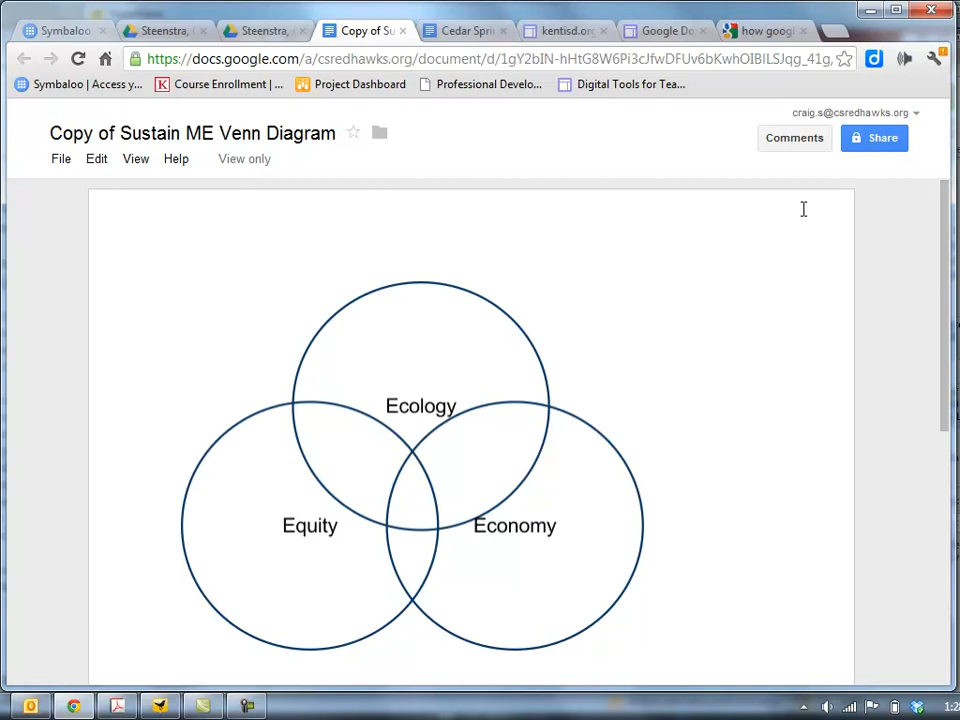 Symbaloo
Steenstra,
Steenstra,
Copy of Su
Cedar Spri
kentisd.or
Google Do
how googl
https://docs.google.com/a/csredhawks.org/document/d/1gY2bIN-hHtG8W6Pi3cJfwDFUv6bKwhOIBILSJqg_41g,
Symbaloo | Access y...
Course Enrollment | ...
Project Dashboard
Professional Develo...
Digital Tools for Tea...
craig.s@csredhawks.org
Copy of Sustain ME Venn Diagram
Comments
Share
File Edit View Help View only
Ecology
Equity
Economy